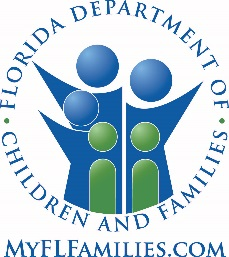 FLORIDA DEPARTMENT OF
• CHILDREN AND FAMILIES •
MYFLFAMILIES.COM